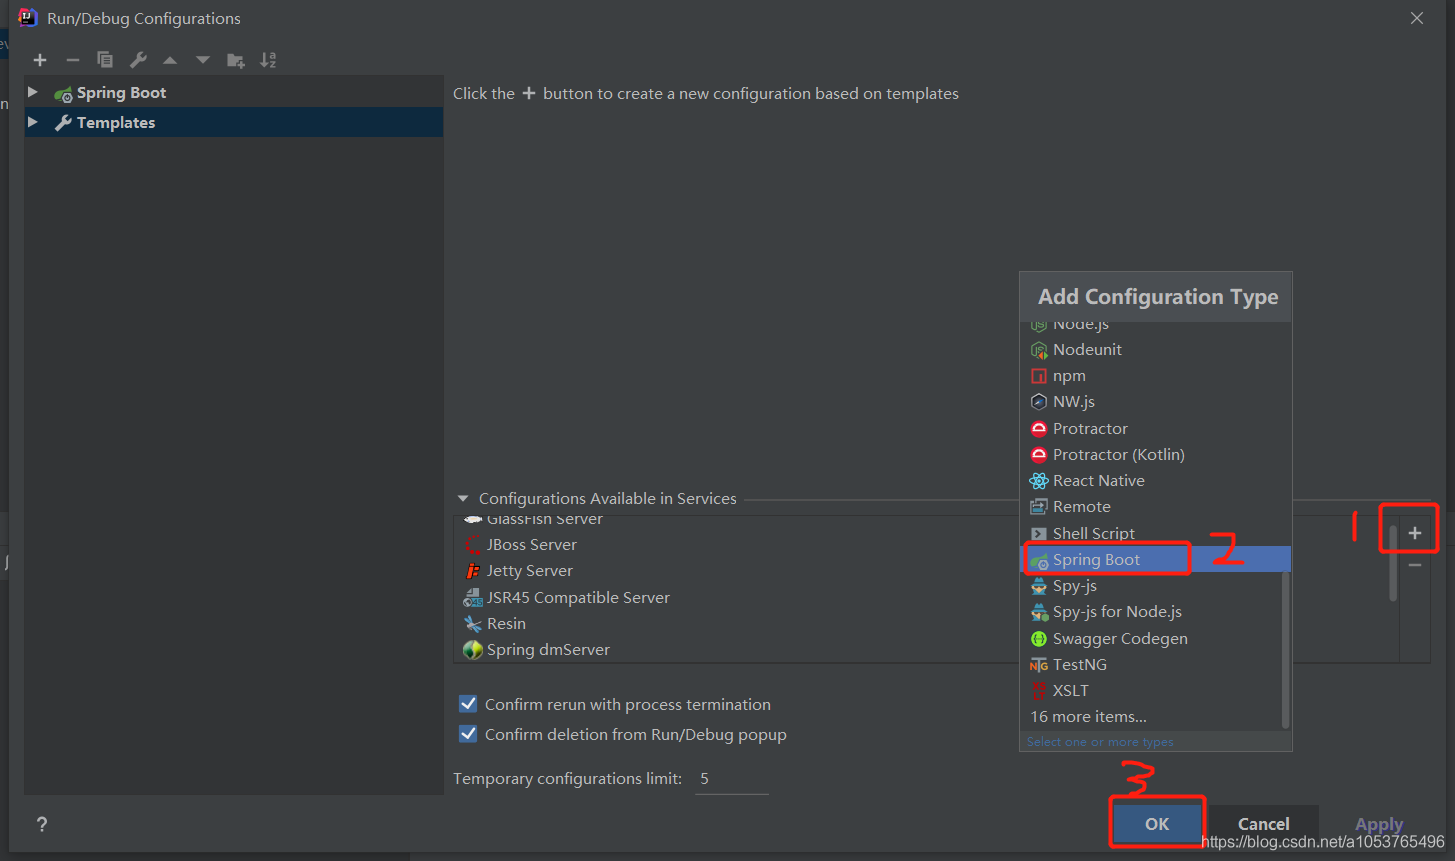 Run/Debug Configurations
Spring Boot
Templates
Click the + button to create a new configuration based on templates
Add Configuration Type
Node.js
Nodeunit
npm
NW.js
Protractor
Protractor (Kotlin)
React Native
Remote
Shell Script
Spring Boot
Spy-js
Spy-js for Node.js
Swagger Codegen
TestNG
XSLT
16 more items...
Select one or more types
1
2
3
Configurations Available in Services
GlassFish Server
JBoss Server
Jetty Server
JSR45 Compatible Server
Resin
Spring dmServer
Confirm rerun with process termination
Confirm deletion from Run/Debug popup
Temporary configurations limit: 5
?
OK Cancel Apply
https://blog.csdn.net/a1053765496